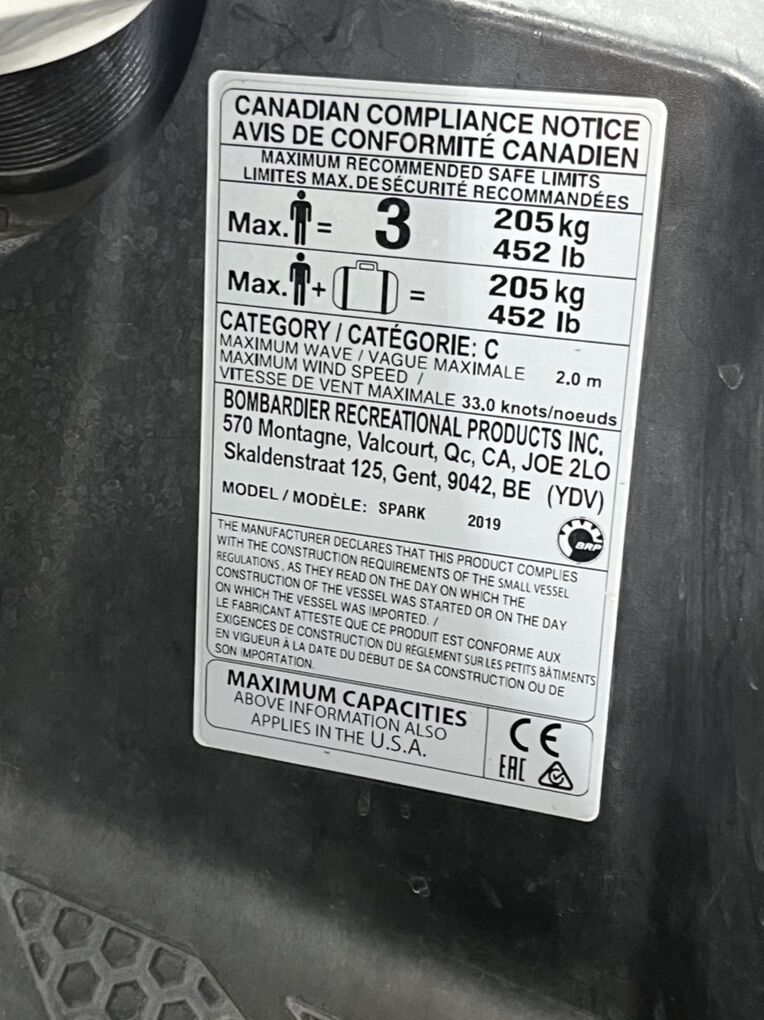 CANADIAN COMPLIANCE NOTICE
AVIS DE CONFORMITÉ CANADIEN
MAXIMUM RECOMMENDED SAFE LIMITS
LIMITES MAX. DE SÉCURITÉ RECOMMANDÉES
Max. = 3 205 kg
452 lb
Max. + = 205 kg
452 lb
CATEGORY / CATÉGORIE: C
MAXIMUM WAVE / VAGUE MAXIMALE 2.0 m
MAXIMUM WIND SPEED /
VITESSE DE VENT MAXIMALE 33.0 knots/noeuds
BOMBARDIER RECREATIONAL PRODUCTS INC.
570 Montagne, Valcourt, Qc, CA, JOE 2LO
Skaldenstraat 125, Gent, 9042, BE (YDV)
MODEL / MODÈLE: SPARK 2019
BRP
THE MANUFACTURER DECLARES THAT THIS PRODUCT COMPLIES
WITH THE CONSTRUCTION REQUIREMENTS OF THE SMALL VESSEL
REGULATIONS, AS THEY READ ON THE DAY ON WHICH THE
CONSTRUCTION OF THE VESSEL WAS STARTED OR ON THE DAY
ON WHICH THE VESSEL WAS IMPORTED. /
LE FABRICANT ATTESTE QUE CE PRODUIT EST CONFORME AUX
EXIGENCES DE CONSTRUCTION DU RÈGLEMENT SUR LES PETITS BÂTIMENTS
EN VIGUEUR À LA DATE DU DÉBUT DE SA CONSTRUCTION OU DE
SON IMPORTATION.
MAXIMUM CAPACITIES
ABOVE INFORMATION ALSO
APPLIES IN THE U.S.A.
CE
EAC